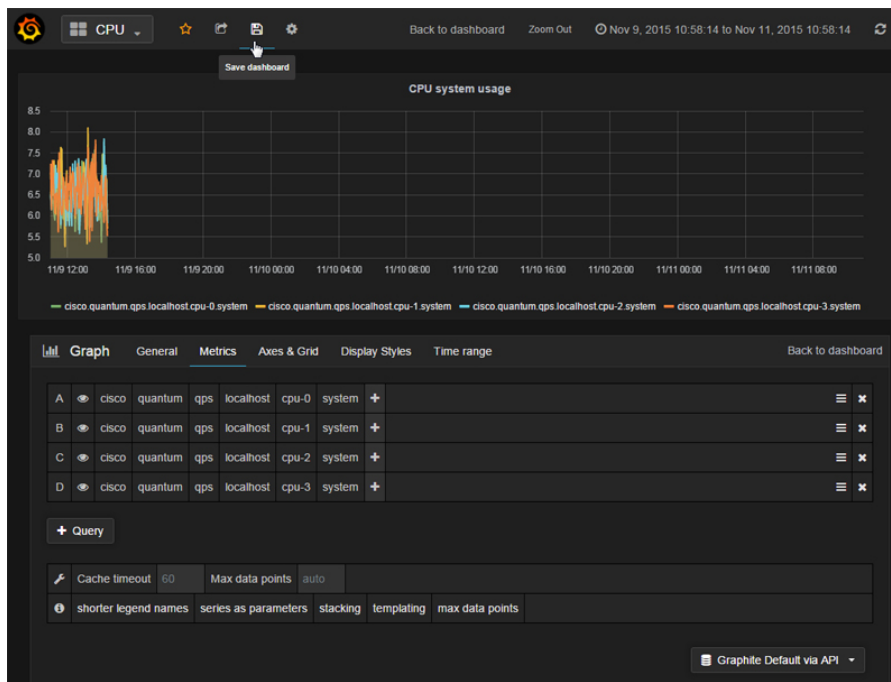 CPU Back to dashboard Zoom Out Nov 9, 2015 10:58:14 to Nov 11, 2015 10:58:14
Save dashboard
CPU system usage
8.5
8.0
7.5
7.0
6.5
6.0
5.5
5.0
11/9 12:00 11/9 16:00 11/9 20:00 11/10 00:00 11/10 04:00 11/10 08:00 11/10 12:00 11/10 16:00 11/10 20:00 11/11 00:00 11/11 04:00 11/11 08:00
cisco.quantum.qps.localhost.cpu-0.system cisco.quantum.qps.localhost.cpu-1.system cisco.quantum.qps.localhost.cpu-2.system cisco.quantum.qps.localhost.cpu-3.system
Graph General Metrics Axes & Grid Display Styles Time range Back to dashboard
A cisco quantum qps localhost cpu-0 system +
B cisco quantum qps localhost cpu-1 system +
C cisco quantum qps localhost cpu-2 system +
D cisco quantum qps localhost cpu-3 system +
+ Query
Cache timeout 60 Max data points auto
shorter legend names series as parameters stacking templating max data points
Graphite Default via API